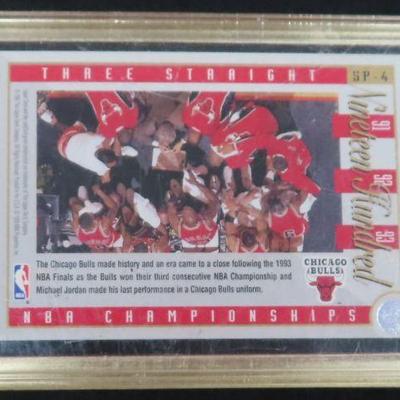 THREE STRAIGHT
SP-4
Nineteen Hundred
91
92
93
The Chicago Bulls made history and an era came to a close following the 1993
NBA Finals as the Bulls won their third consecutive NBA Championship and
Michael Jordan made his last performance in a Chicago Bulls uniform.
NBA
CHICAGO
BULLS
NBA CHAMPIONSHIPS